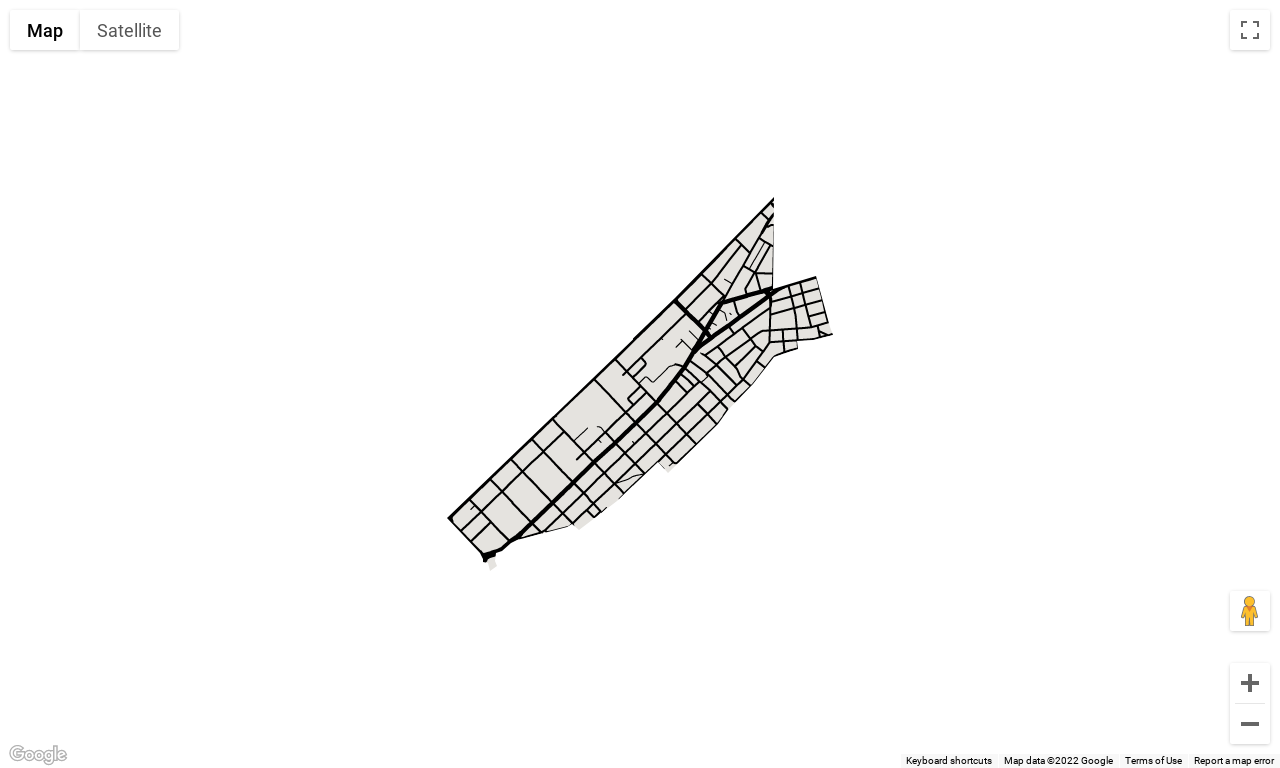 Map
Satellite
Google
Keyboard shortcuts
Map data ©2022 Google
Terms of Use
Report a map error